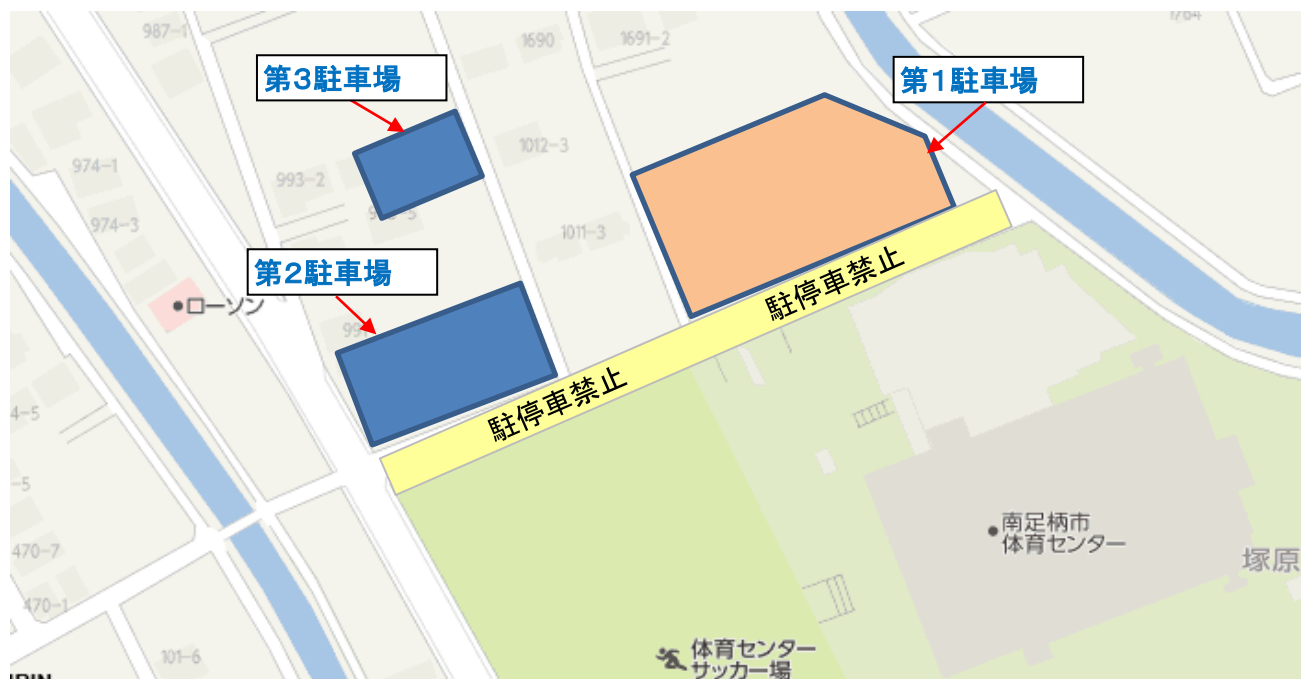 987-1
1690
1691-2
1764
第3駐車場
第1駐車場
974-1
993-2
1012-3
974-3
1011-3
第2駐車場
ローソン
駐停車禁止
駐停車禁止
470-7
470-1
101-6
南足柄市
体育センター
塚原
体育センター
サッカー場